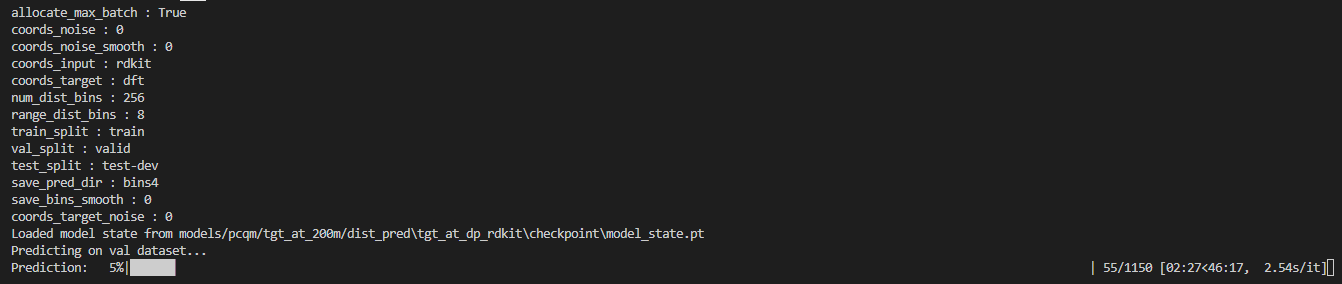 allocate_max_batch : True
coords_noise : 0
coords_noise_smooth : 0
coords_input : rdkit
coords_target : dft
num_dist_bins : 256
range_dist_bins : 8
train_split : train
val_split : valid
test_split : test-dev
save_pred_dir : bins4
save_bins_smooth : 0
coords_target_noise : 0
Loaded model state from models/pcqm/tgt_at_200m/dist_pred\tgt_at_dp_rdkit\checkpoint\model_state.pt
Predicting on val dataset...
Prediction:   5%|          | 55/1150 [02:27<46:17,  2.54s/it]